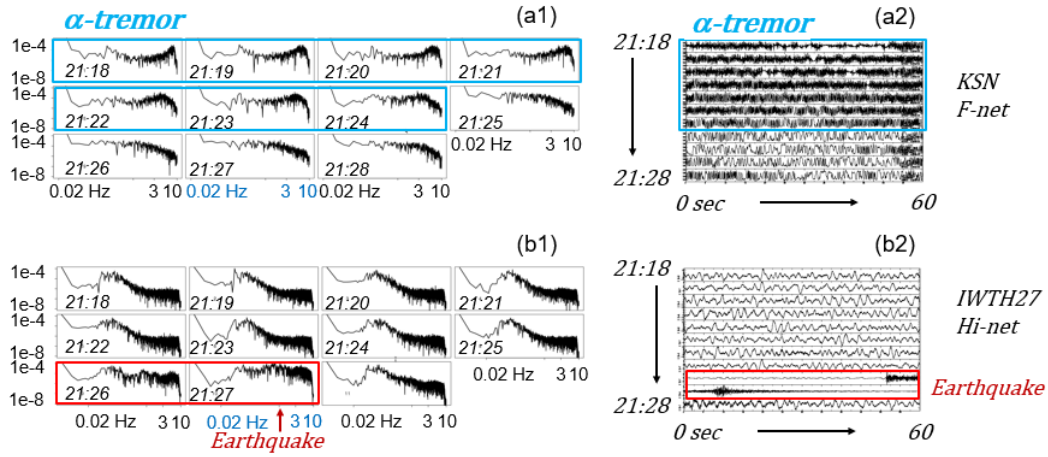 α-tremor (a1)
1e-4
21:18 21:19 21:20 21:21
1e-8
1e-4
21:22 21:23 21:24 21:25
1e-8
3 10
1e-4
21:26 21:27 21:28
1e-8
0.02 Hz 3 10 0.02 Hz 3 10 0.02 Hz 3 10
α-tremor (a2)
21:18
KSN
F-net
21:28
0 sec 60
(b1)
1e-4
21:18 21:19 21:20 21:21
1e-8
1e-4
21:22 21:23 21:24 21:25
1e-8
0.02 Hz 3 10
1e-4
21:26 21:27
1e-8
0.02 Hz 3 10 0.02 Hz 3 10 0.02 Hz 3 10
Earthquake
(b2)
21:18
IWTH27
Hi-net
Earthquake
21:28
0 sec 60